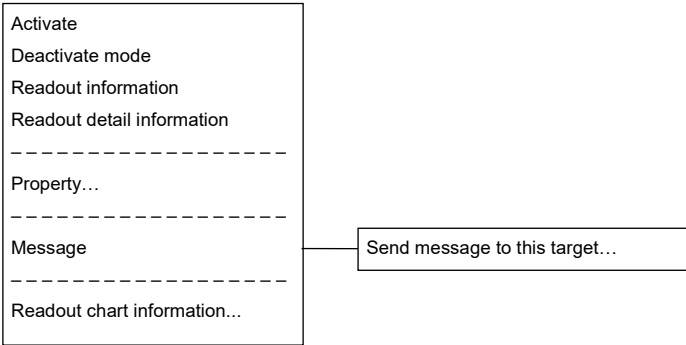 Activate
Deactivate mode
Readout information
Readout detail information
Property…
Message
Send message to this target…
Readout chart information...